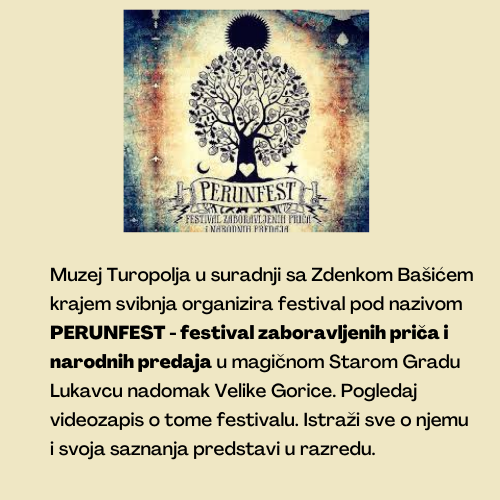 PERUNFEST
FESTIVAL ZABORAVLJENIH PRIČA
I NARODNIH PREDAJA
Muzej Turopolja u suradnji sa Zdenkom Bašićem
krajem svibnja organizira festival pod nazivom
PERUNFEST - festival zaboravljenih priča i
narodnih predaja u magičnom Starom Gradu
Lukavcu nadomak Velike Gorice. Pogledaj
videozapis o tome festivalu. Istraži sve o njemu
i svoja saznanja predstavi u razredu.